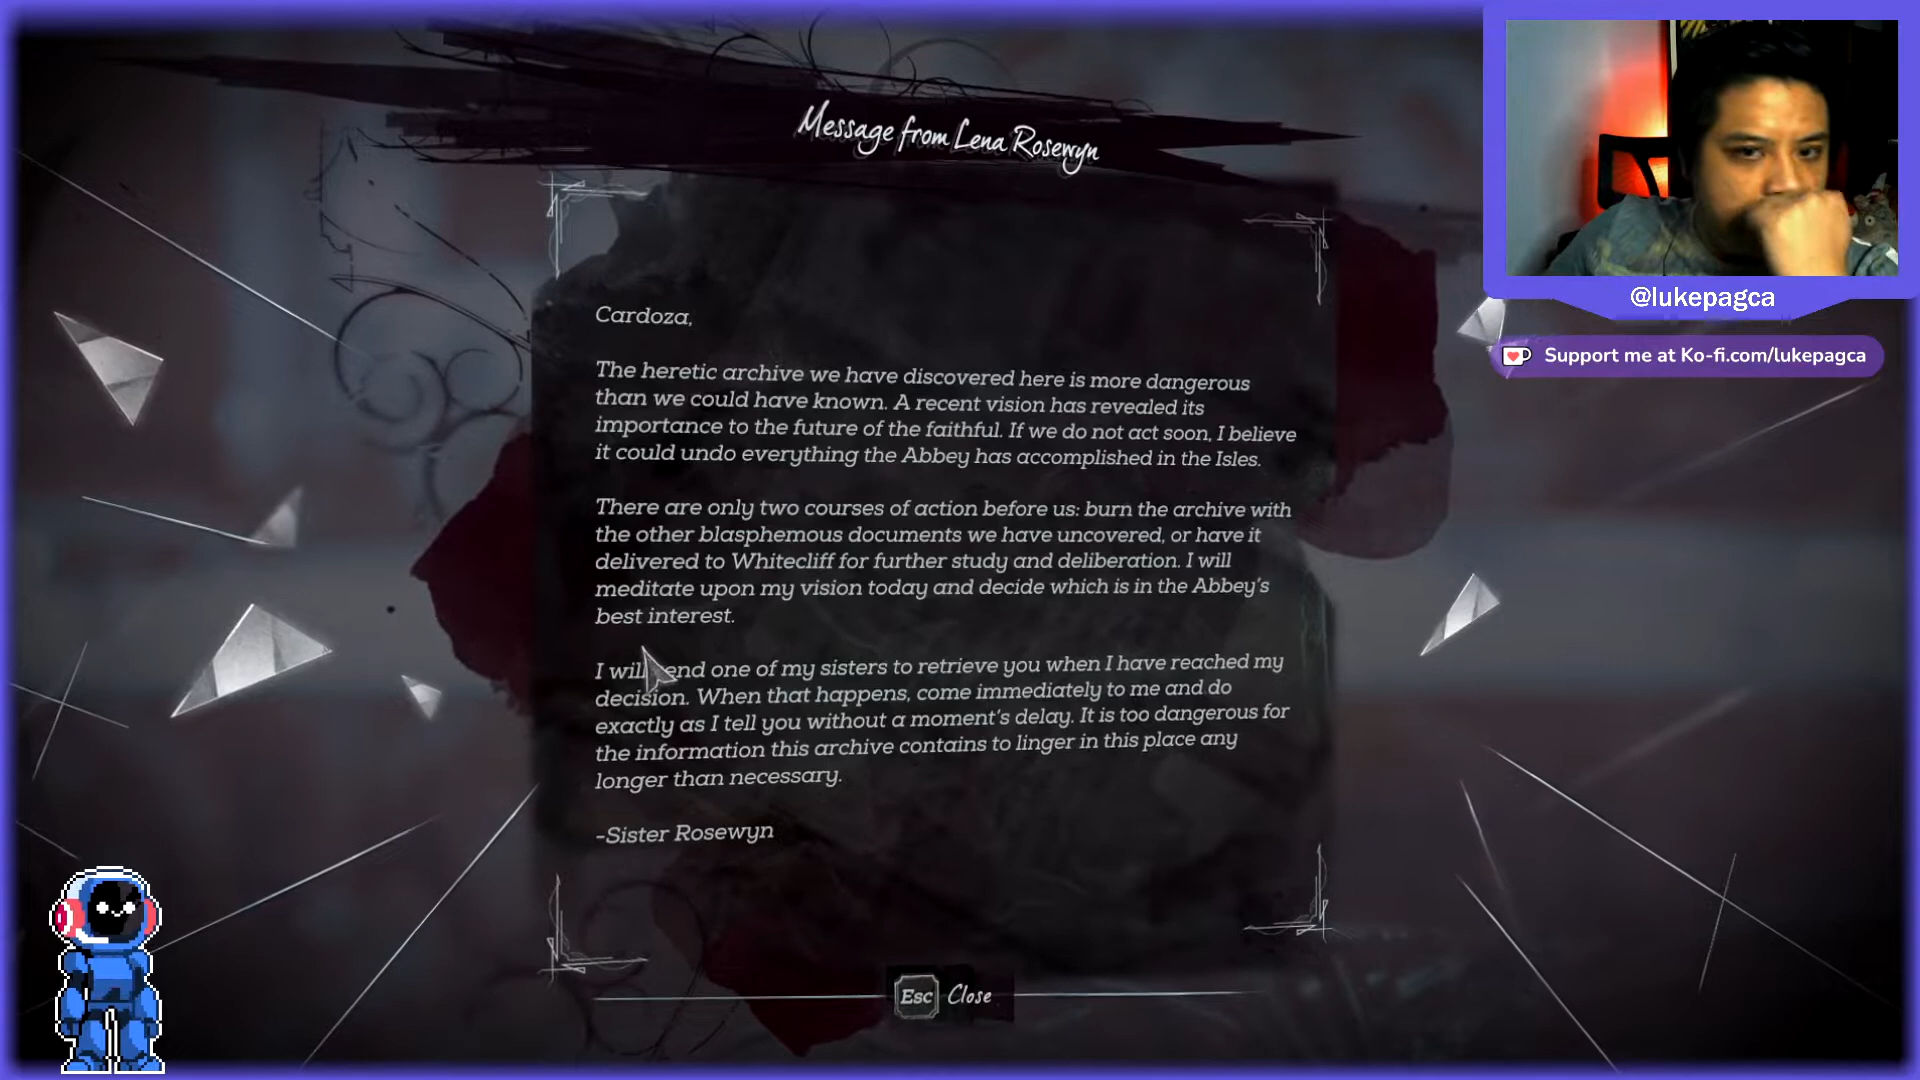 Message from Lena Rosewyn
@lukepagca
Support me at Ko-fi.com/lukepagca
Cardoza,
The heretic archive we have discovered here is more dangerous
than we could have known. A recent vision has revealed its
importance to the future of the faithful. If we do not act soon, I believe
it could undo everything the Abbey has accomplished in the Isles.
There are only two courses of action before us: burn the archive with
the other blasphemous documents we have uncovered, or have it
delivered to Whitecliff for further study and deliberation. I will
meditate upon my vision today and decide which is in the Abbey's
best interest.
I will send one of my sisters to retrieve you when I have reached my
decision. When that happens, come immediately to me and do
exactly as I tell you without a moment's delay. It is too dangerous for
the information this archive contains to linger in this place any
longer than necessary.
-Sister Rosewyn
Esc Close